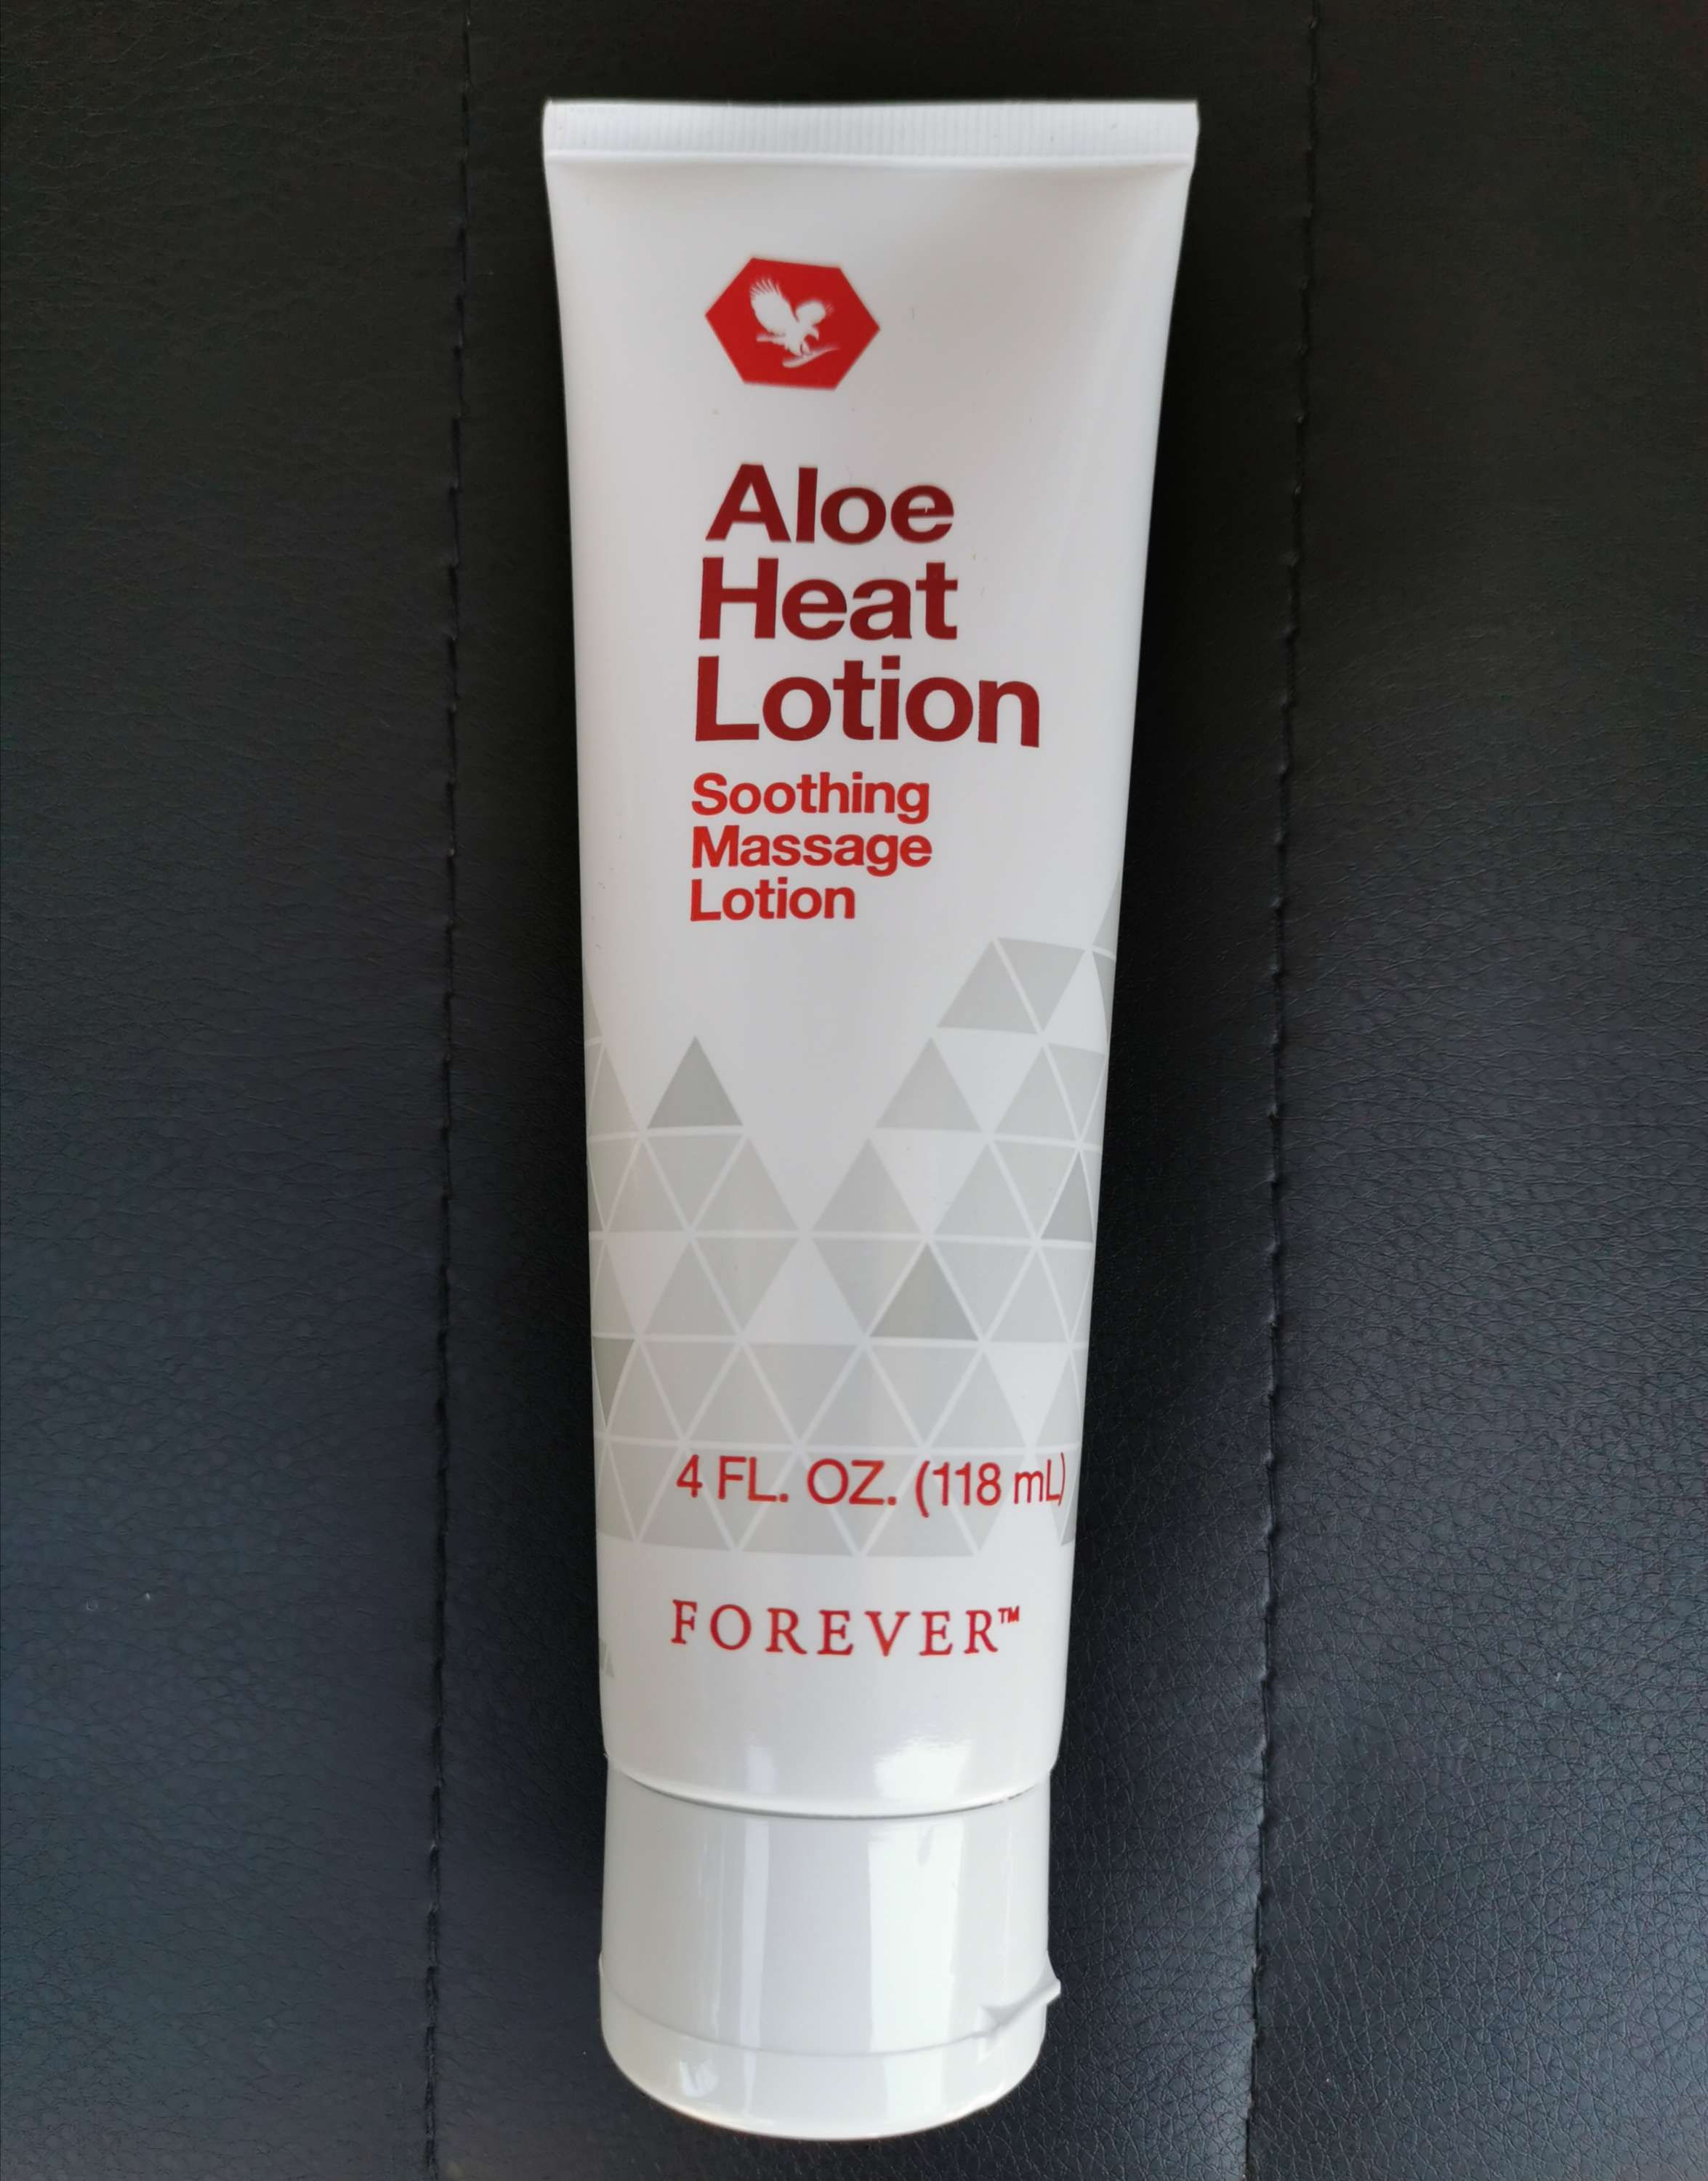 Aloe
Heat
Lotion
Soothing
Massage
Lotion
4 FL. OZ. (118 mL)
FOREVER™